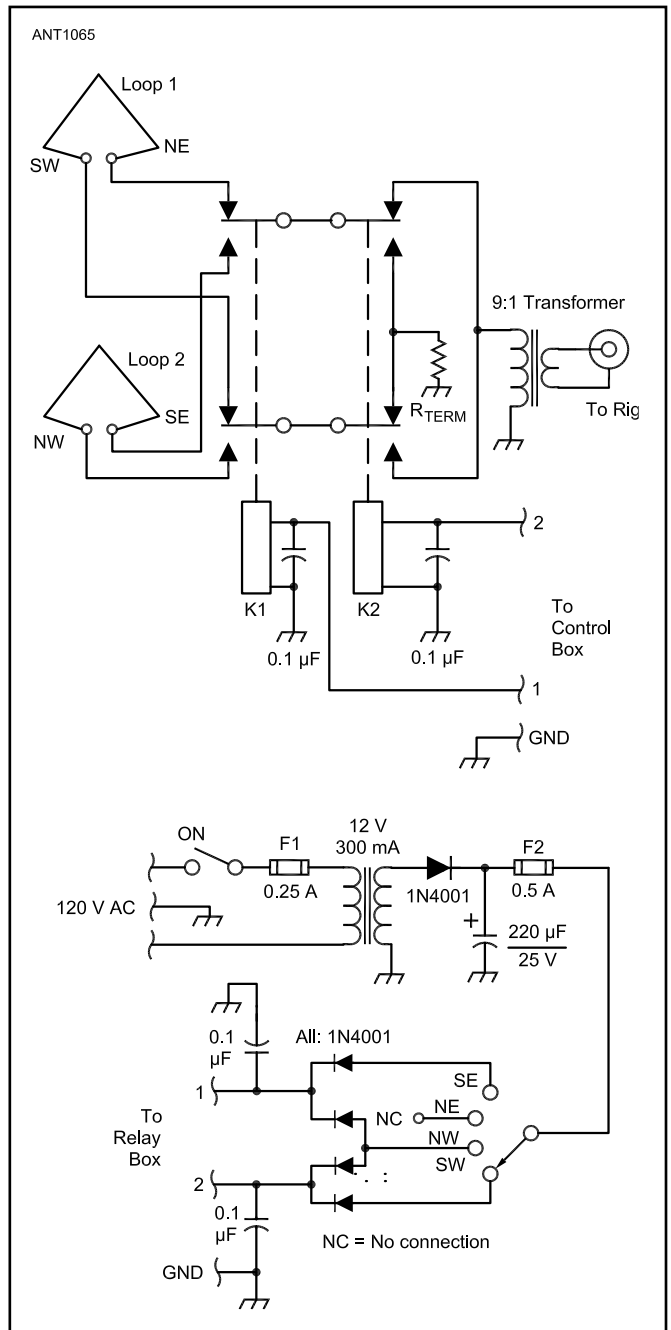 ANT1065
Loop 1
SW
NE
9:1 Transformer
Loop 2
NW
SE
R_TERM
To Rig
2
K1
K2
To
Control
Box
0.1 µF
0.1 µF
1
GND
12 V
300 mA
ON
F1
F2
0.25 A
1N4001
0.5 A
120 V AC
+
220 µF
25 V
0.1
µF
All: 1N4001
SE
1
NC
NE
To
Relay
Box
NW
SW
2
0.1
µF
NC = No connection
GND